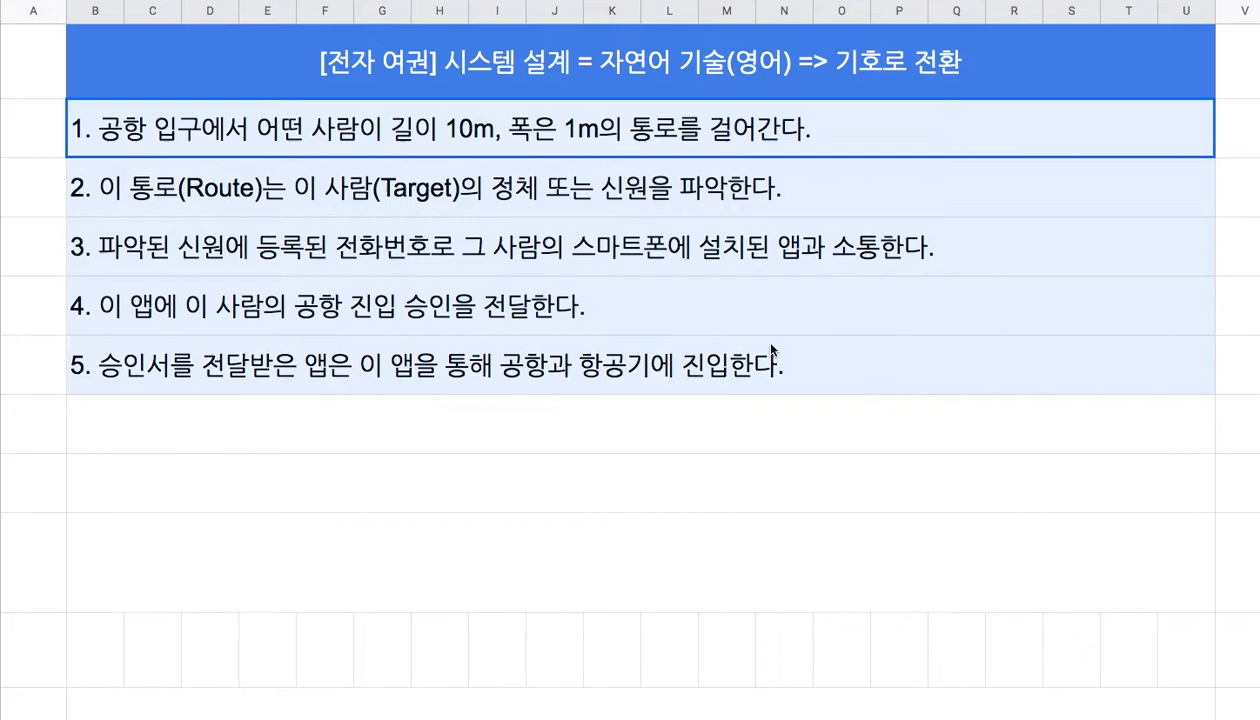 A B C D E F G H I J K L M N O P Q R S T U V
[전자 여권] 시스템 설계 = 자연어 기술(영어) => 기호로 전환
1. 공항 입구에서 어떤 사람이 길이 10m, 폭은 1m의 통로를 걸어간다.
2. 이 통로(Route)는 이 사람(Target)의 정체 또는 신원을 파악한다.
3. 파악된 신원에 등록된 전화번호로 그 사람의 스마트폰에 설치된 앱과 소통한다.
4. 이 앱에 이 사람의 공항 진입 승인을 전달한다.
5. 승인서를 전달받은 앱은 이 앱을 통해 공항과 항공기에 진입한다.